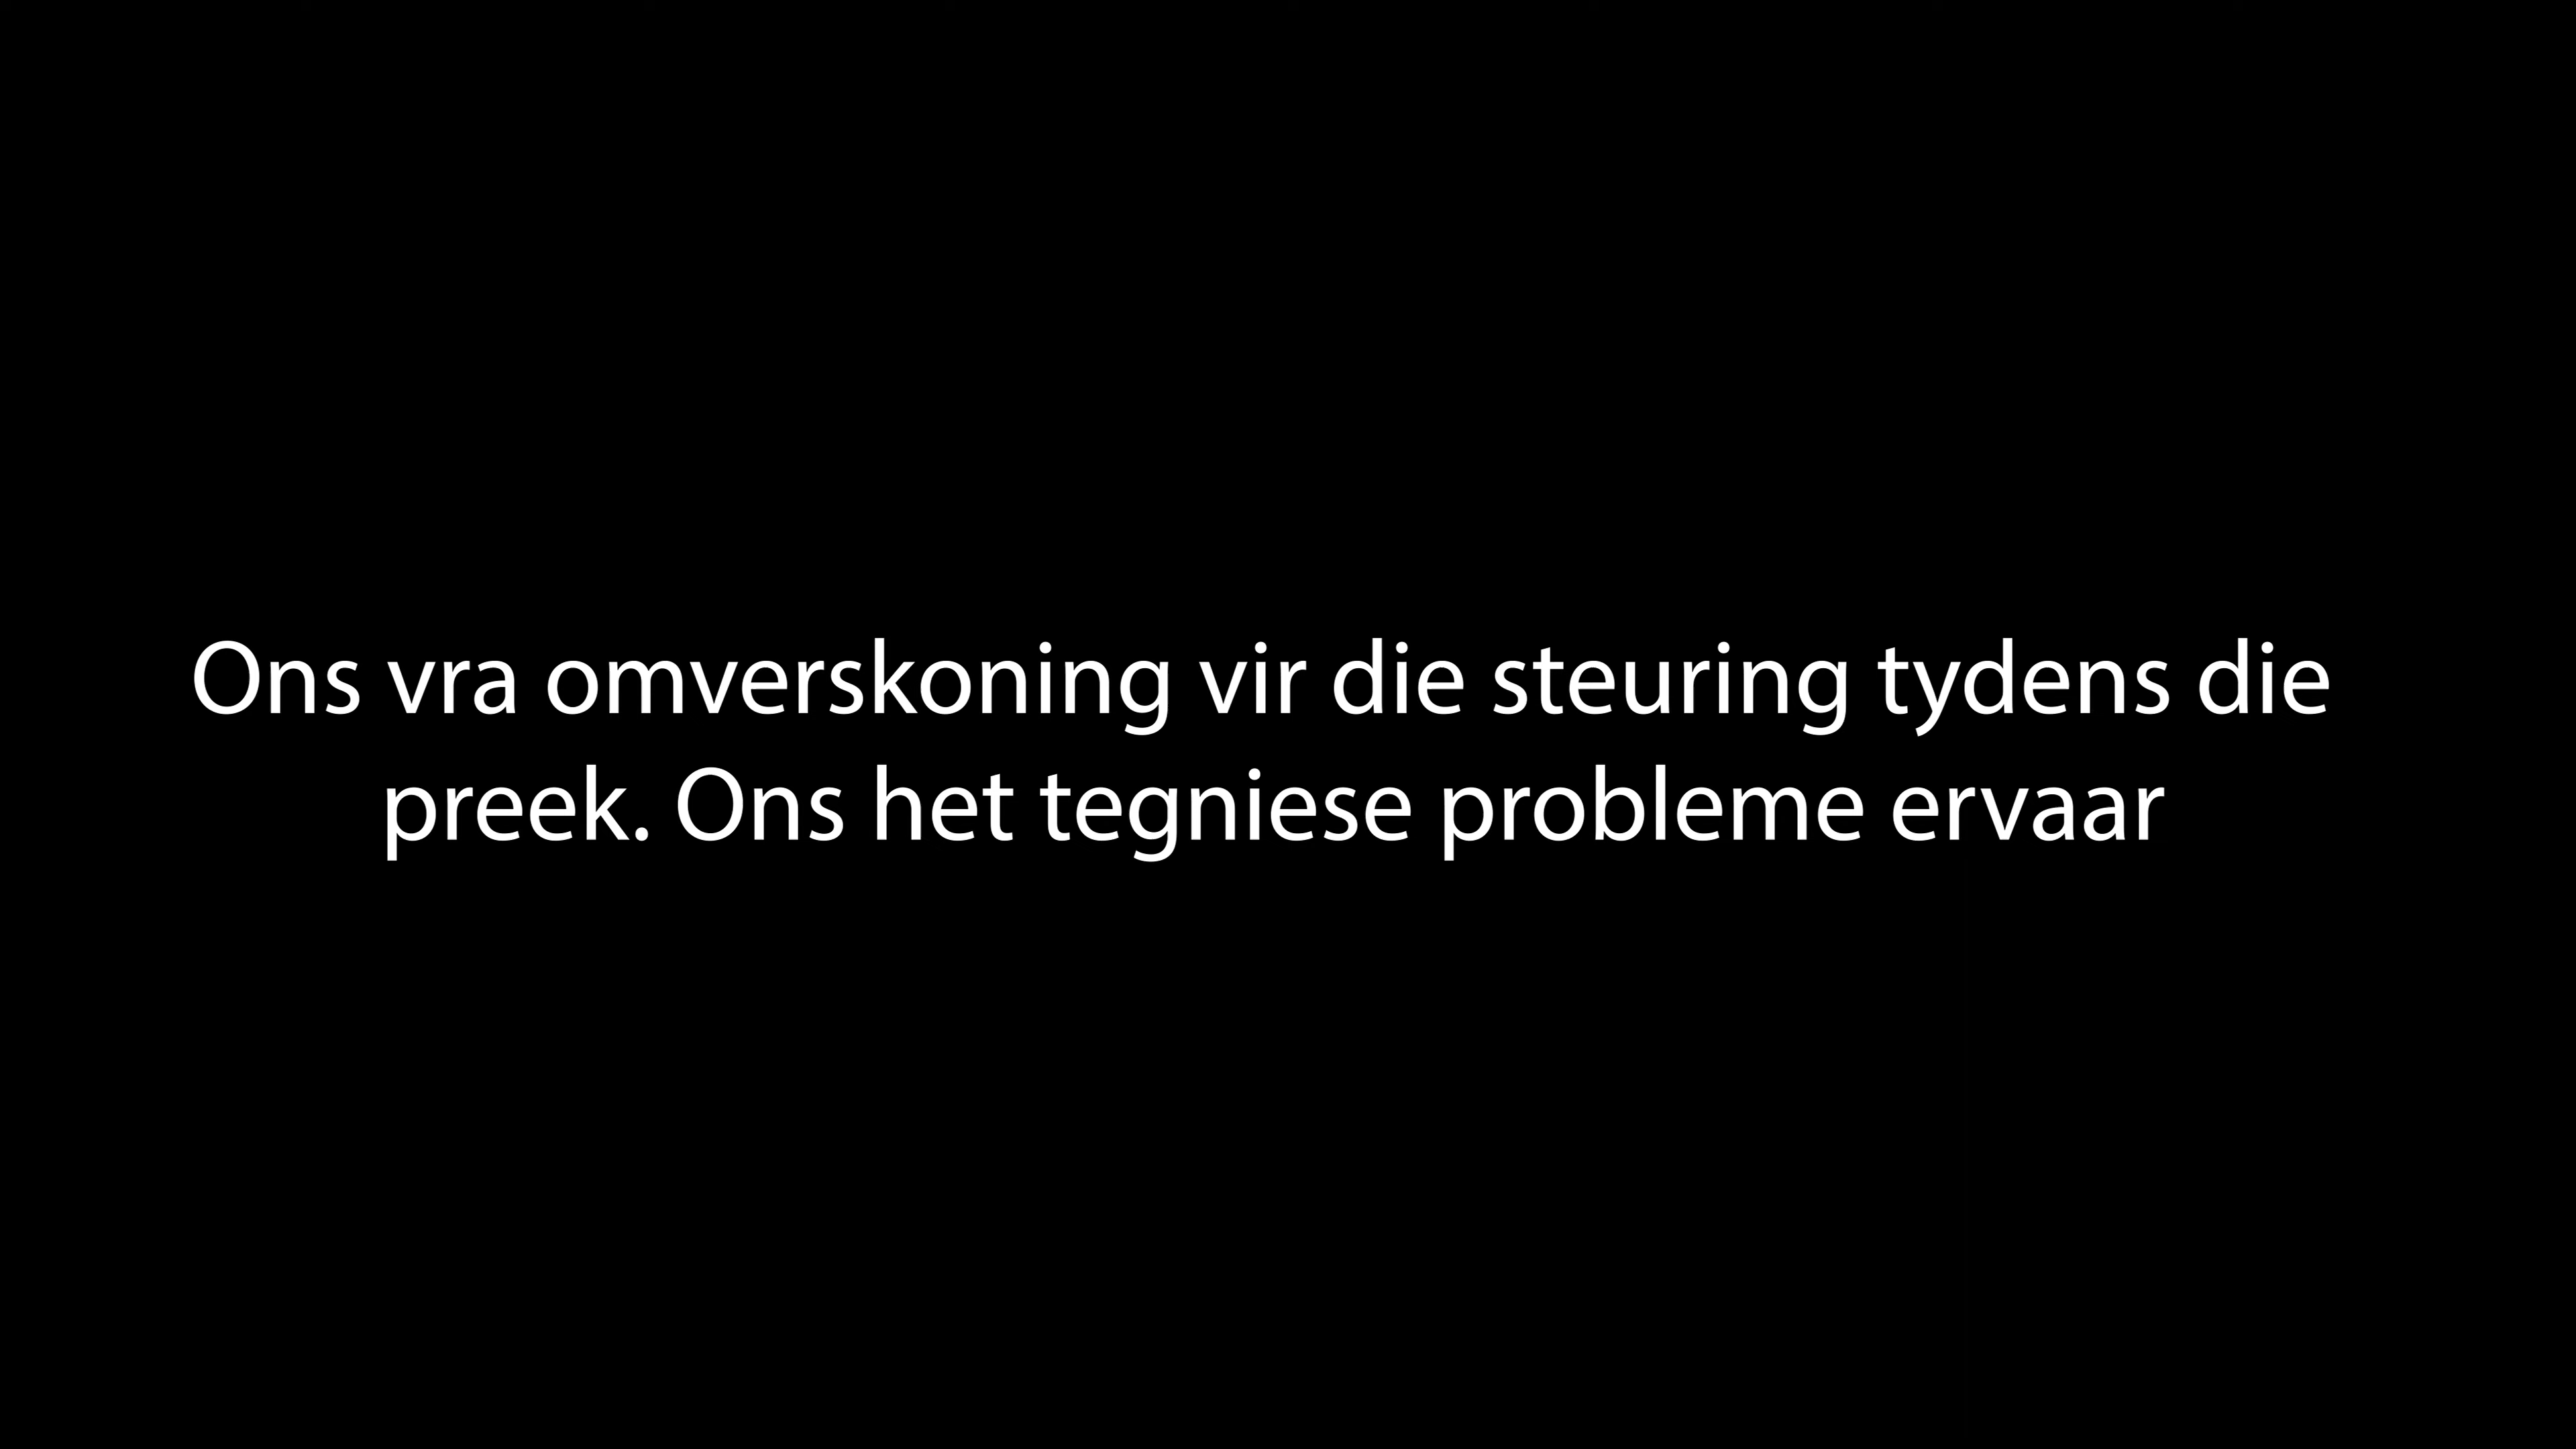 Ons vra omverskoning vir die steuring tydens die
preek. Ons het tegniese probleme ervaar